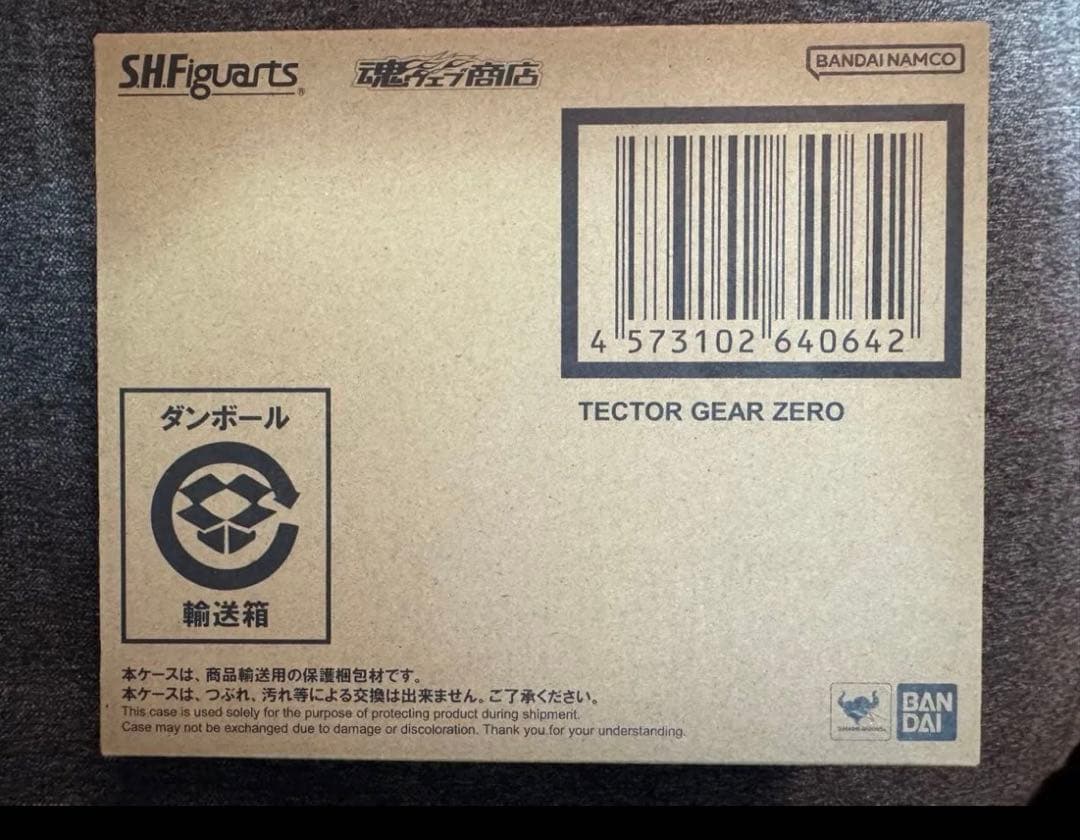 S.H.Figuarts®
魂ウェブ商店
BANDAI NAMCO
4 573102 640642
TECTOR GEAR ZERO
ダンボール
輸送箱
本ケースは、商品輸送用の保護梱包材です。
本ケースは、つぶれ、汚れ等による交換は出来ません。ご了承ください。
This case is used solely for the purpose of protecting product during shipment.
Case may not be exchanged due to damage or discoloration. Thank you for your understanding.
BAN
DAI